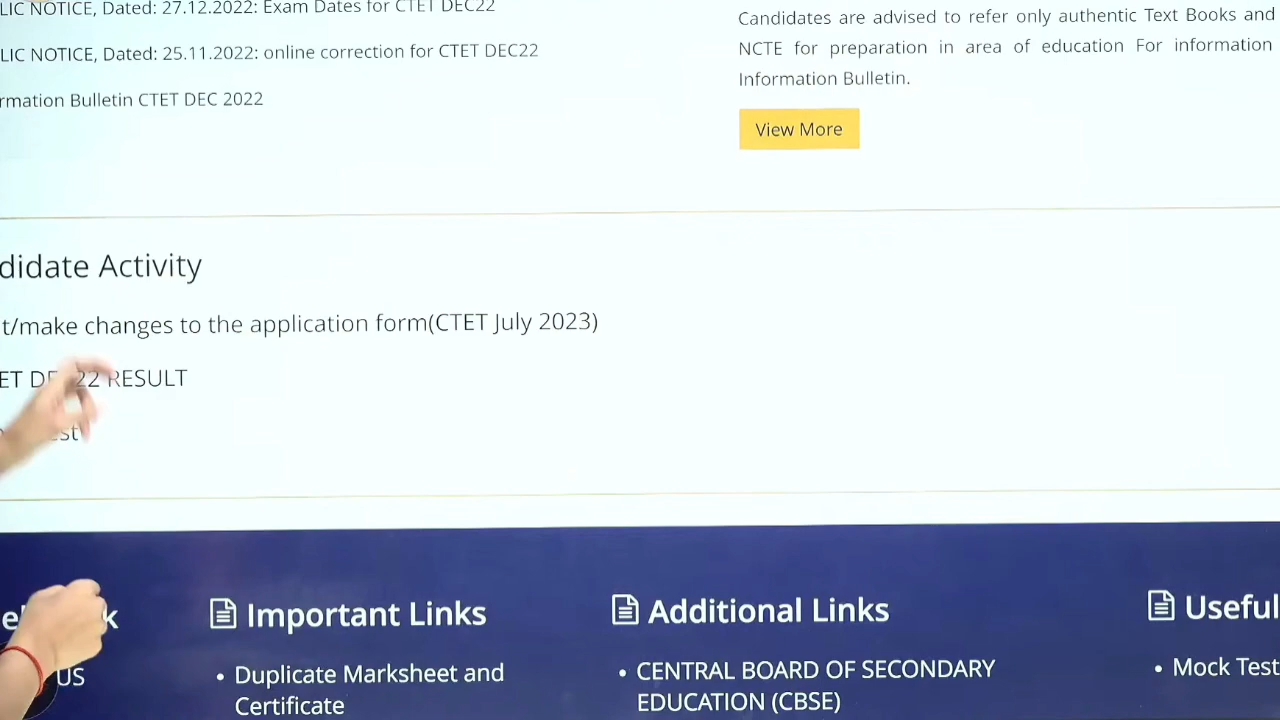 LIC NOTICE, Dated: 27.12.2022: Exam Dates for CTET DEC22
LIC NOTICE, Dated: 25.11.2022: online correction for CTET DEC22
rmation Bulletin CTET DEC 2022
Candidates are advised to refer only authentic Text Books and
NCTE for preparation in area of education For information
Information Bulletin.
View More
didate Activity
t/make changes to the application form(CTET July 2023)
ET 22 RESULT
Important Links
Duplicate Marksheet and
Certificate
Additional Links
CENTRAL BOARD OF SECONDARY
EDUCATION (CBSE)
Useful
Mock Test
US